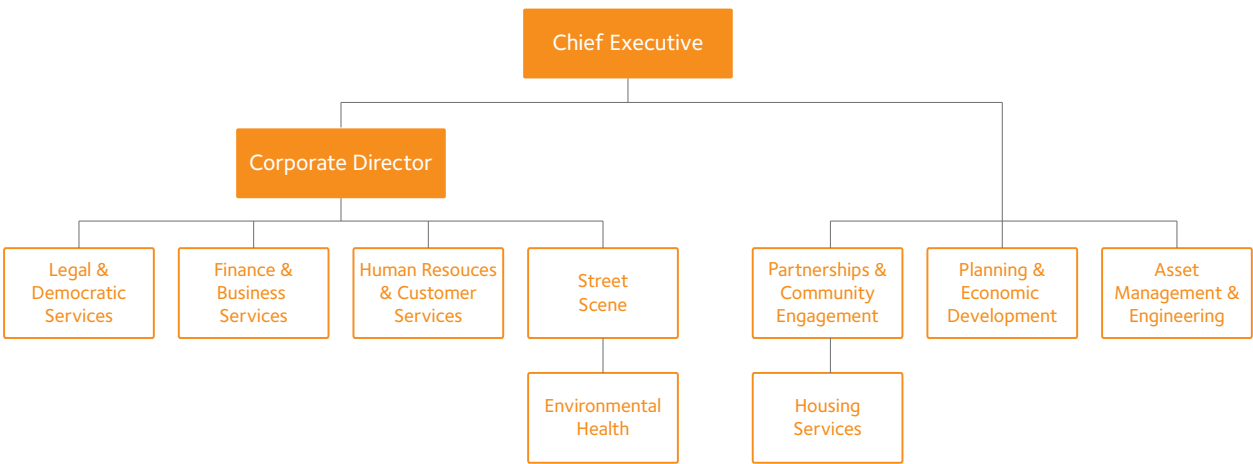 Chief Executive
Corporate Director
Legal &
Democratic
Services
Finance &
Business
Services
Human Resouces
& Customer
Services
Street
Scene
Partnerships &
Community
Engagement
Planning &
Economic
Development
Asset
Management &
Engineering
Environmental
Health
Housing
Services